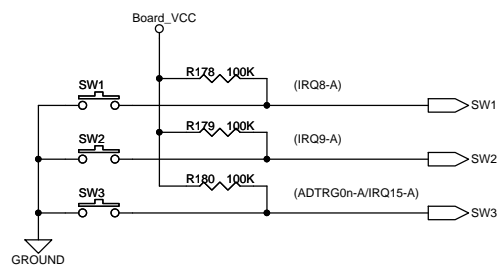 Board_VCC
R178 100K
SW1
(IRQ8-A)
SW1
R179 100K
SW2
(IRQ9-A)
SW2
R180 100K
SW3
(ADTRG0n-A/IRQ15-A)
SW3
GROUND